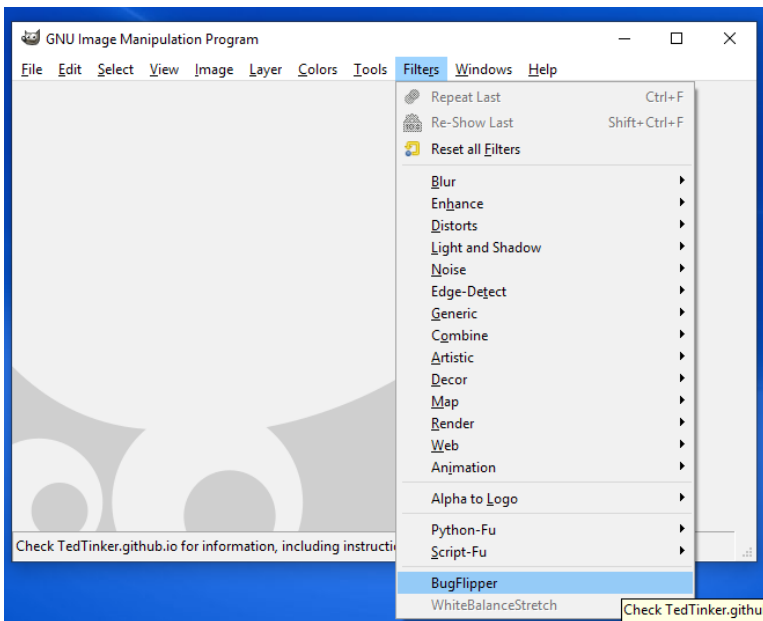 GNU Image Manipulation Program
File Edit Select View Image Layer Colors Tools Filters Windows Help
Repeat Last Ctrl+F
Re-Show Last Shift+Ctrl+F
Reset all Filters
Blur
Enhance
Distorts
Light and Shadow
Noise
Edge-Detect
Generic
Combine
Artistic
Decor
Map
Render
Web
Animation
Alpha to Logo
Python-Fu
Script-Fu
Check TedTinker.github.io for information, including instructi
BugFlipper
WhiteBalanceStretch
Check TedTinker.githu